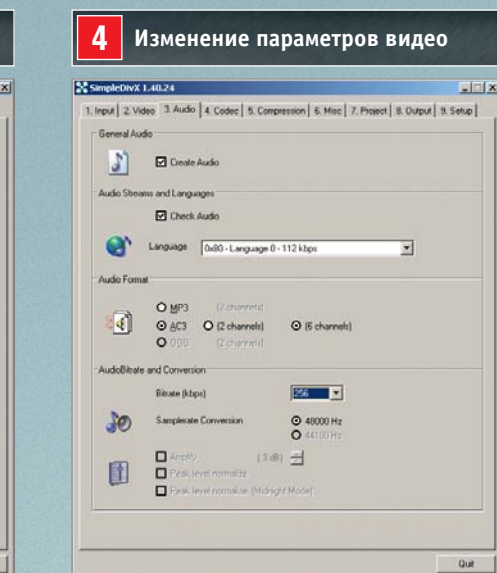 4 Изменение параметров видео
SimpleDivX 1.40.24
1. Input 2. Video 3. Audio 4. Codec 5. Compression 6. Misc 7. Project 8. Output 9. Setup
General Audio
Create Audio
Audio Streams and Languages
Check Audio
Language 0x80 - Language 0 - 112 kbps
Audio Format
MP3 (2 channels)
AC3 (2 channels) (6 channels)
OGG (2 channels)
AudioBitrate and Conversion
Bitrate (kbps) 256
Samplerate Conversion 48000 Hz
44100 Hz
Amplify (3 dB)
Peak level normalize
Peak level normalize (Midnight Mode)
Quit